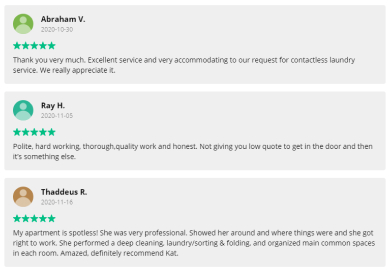 Abraham V.
2020-10-30
Thank you very much. Excellent service and very accommodating to our request for contactless laundry
service. We really appreciate it.
Ray H.
2020-11-05
Polite, hard working, thorough,quality work and honest. Not giving you low quote to get in the door and then
it's something else.
Thaddeus R.
2020-11-16
My apartment is spotless! She was very professional. Showed her around and where things were and she got
right to work. She performed a deep cleaning, laundry/sorting & folding, and organized main common spaces
in each room. Amazed, definitely recommend Kat.